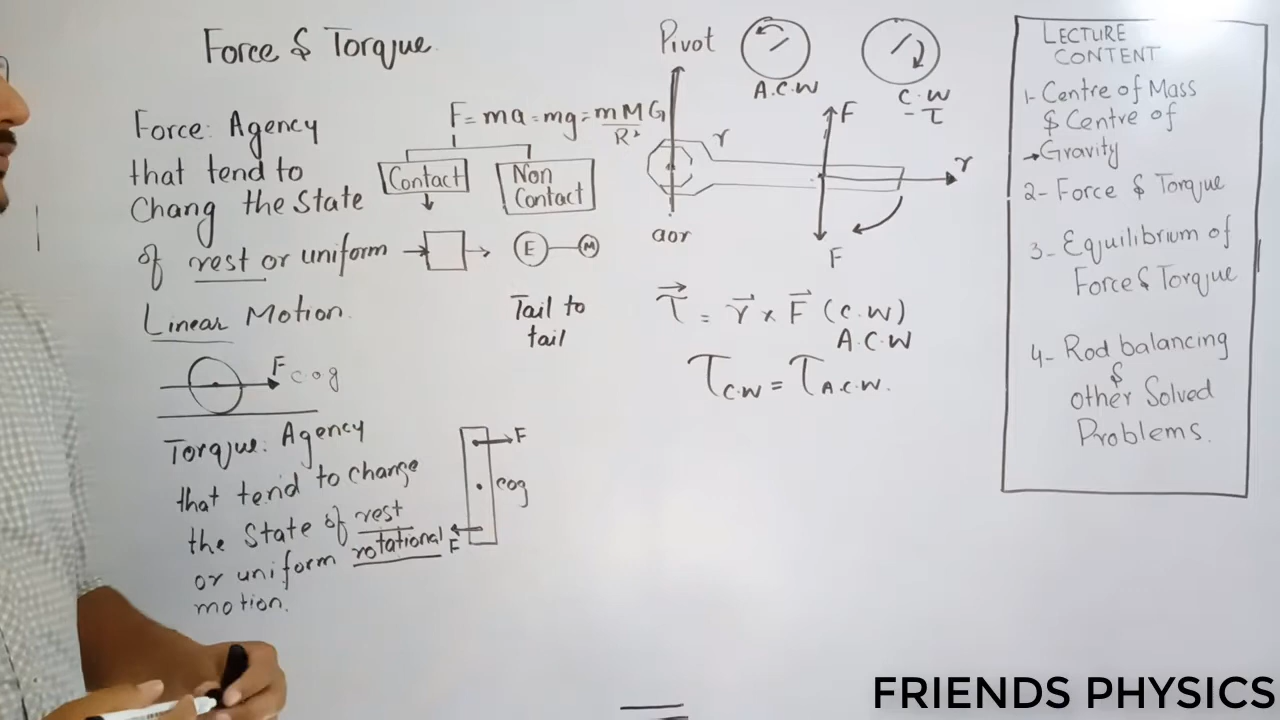 Force & Torque
Force: Agency
that tend to
Chang the State
of rest or uniform
Linear Motion.
F = ma = mg = mMG
R²
Contact
Non
Contact
E
M
Tail to
tail
F cog
Torque: Agency
that tend to change
the State of rest
or uniform rotational
motion.
F
cog
F
Pivot
A.C.W
C.W
- τ
r
F
r
aor
F
τ = r × F (C.W)
A.C.W
τ C.W = τ A.C.W.
LECTURE
CONTENT
1- Centre of Mass
& Centre of
→ Gravity
2- Force & Torque
3- Equilibrium of
Force & Torque
4- Rod balancing
&
other Solved
Problems.
FRIENDS PHYSICS